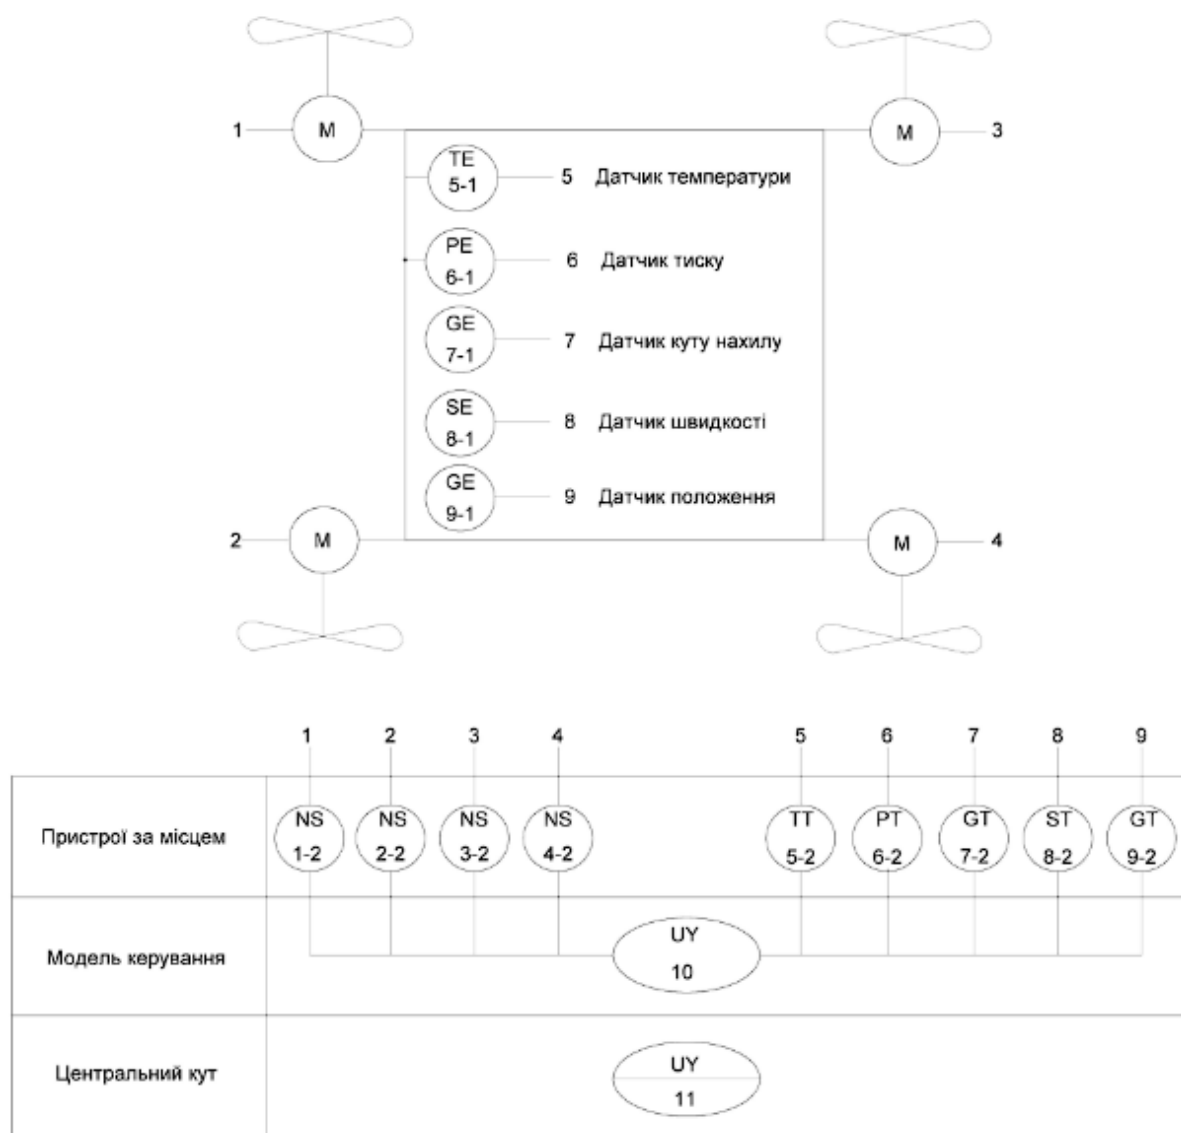 1 M M 3
TE
5-1
5 Датчик температури
PE
6-1
6 Датчик тиску
GE
7-1
7 Датчик куту нахилу
SE
8-1
8 Датчик швидкості
GE
9-1
9 Датчик положення
2 M M 4
1 2 3 4 5 6 7 8 9
Пристрої за місцем
NS NS NS NS TT PT GT ST GT
1-2 2-2 3-2 4-2 5-2 6-2 7-2 8-2 9-2
Модель керування
UY
10
Центральний кут
UY
11